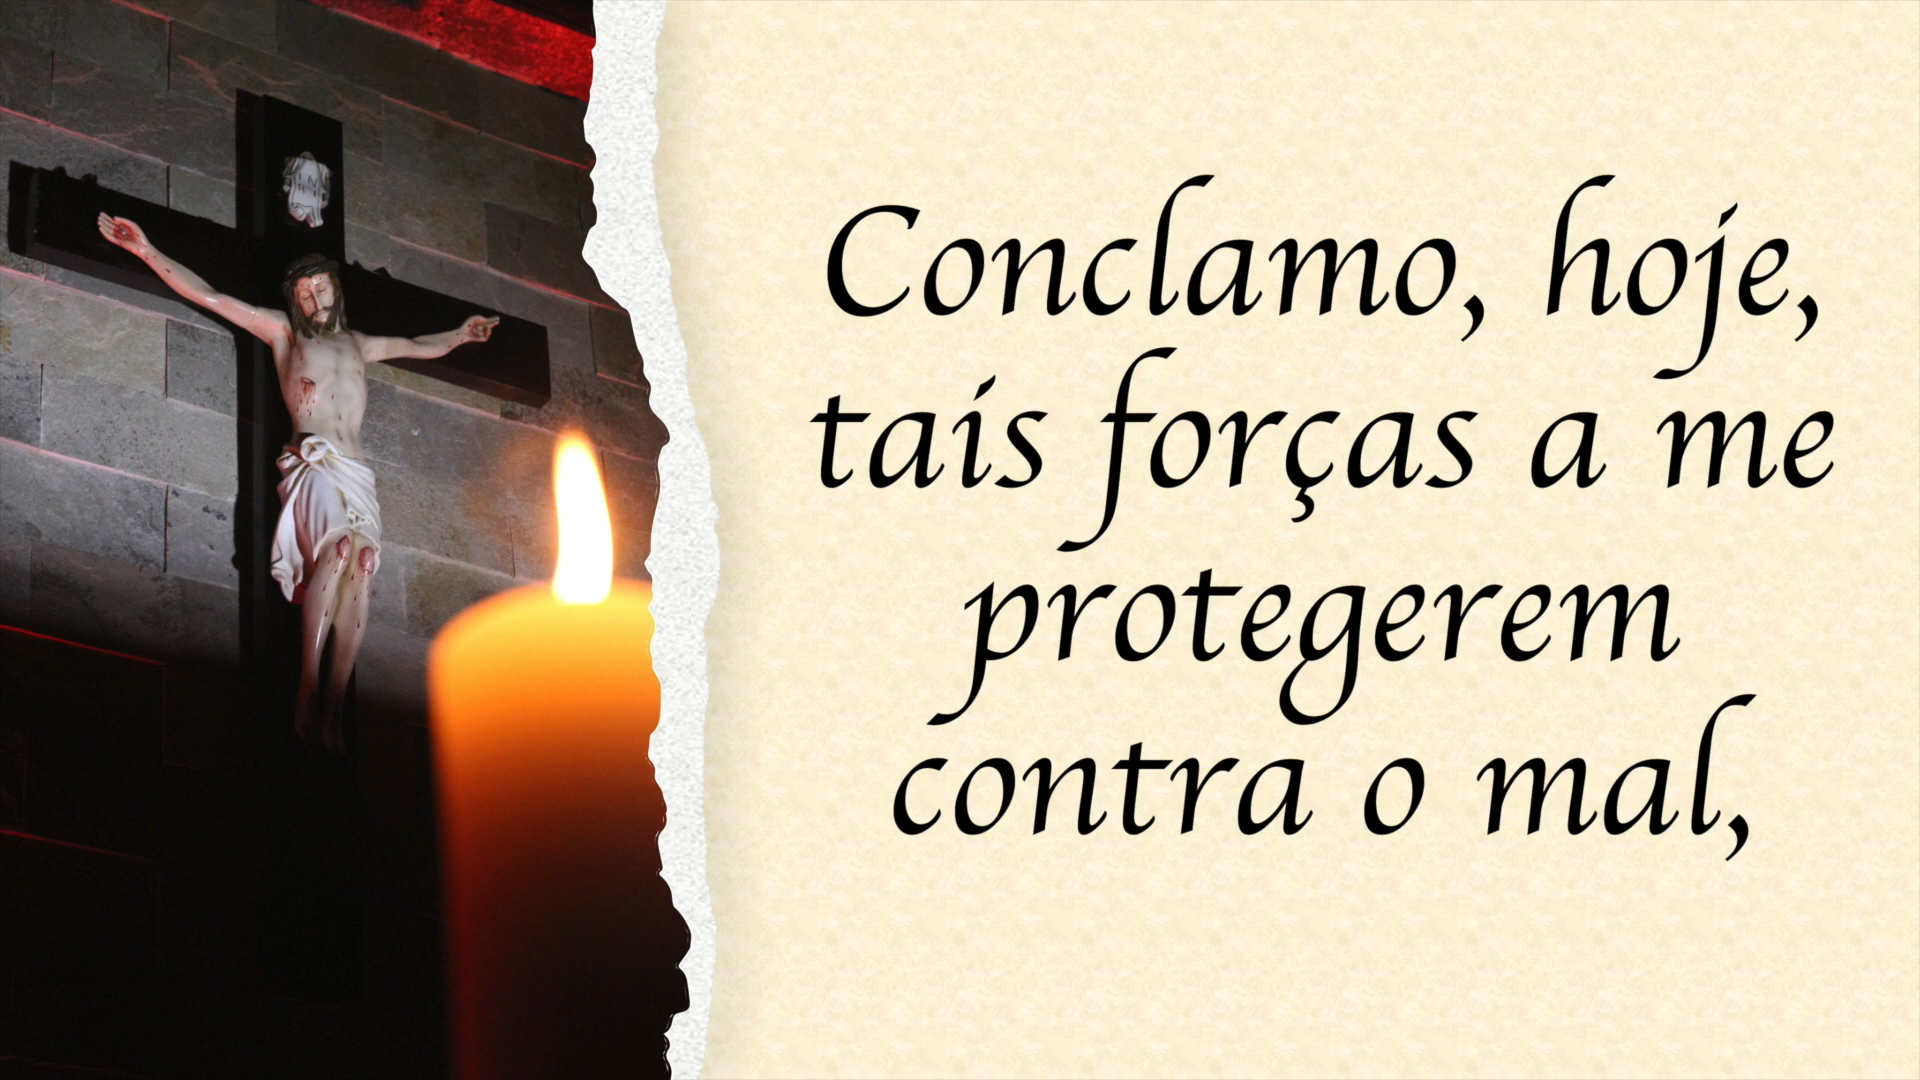 Conclamo, hoje,
tais forças a me
protegerem
contra o mal,